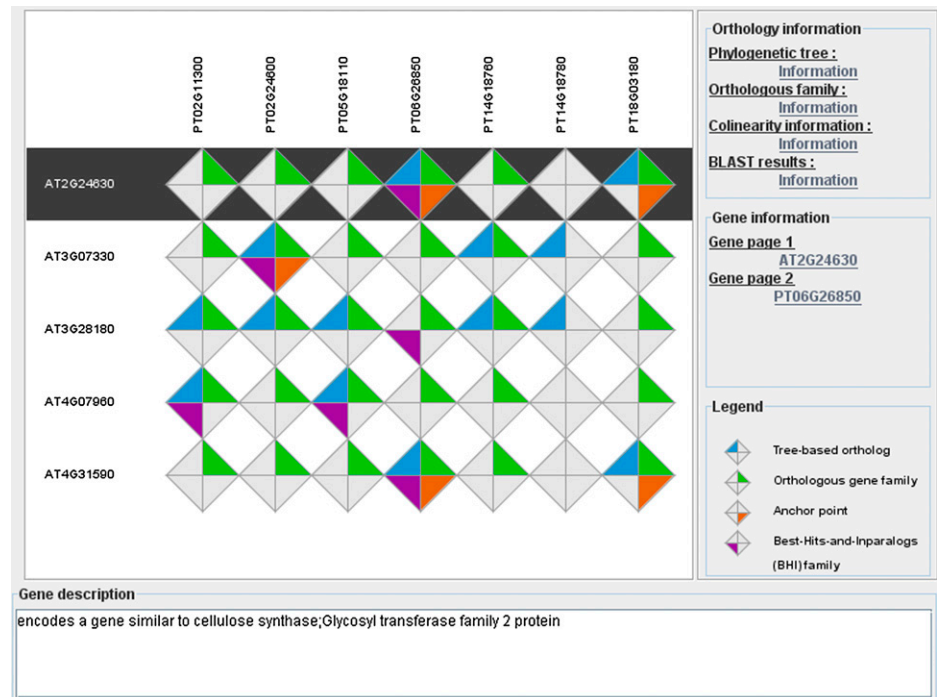 PT02G11300
PT02G24600
PT05G18110
PT06G26850
PT14G18760
PT14G18780
PT18G03180
AT2G24630
AT3G07330
AT3G28180
AT4G07960
AT4G31590
Orthology information
Phylogenetic tree :
Information
Orthologous family :
Information
Colinearity information :
Information
BLAST results :
Information
Gene information
Gene page 1
AT2G24630
Gene page 2
PT06G26850
Legend
Tree-based ortholog
Orthologous gene family
Anchor point
Best-Hits-and-Inparalogs
(BHI)family
Gene description
encodes a gene similar to cellulose synthase;Glycosyl transferase family 2 protein